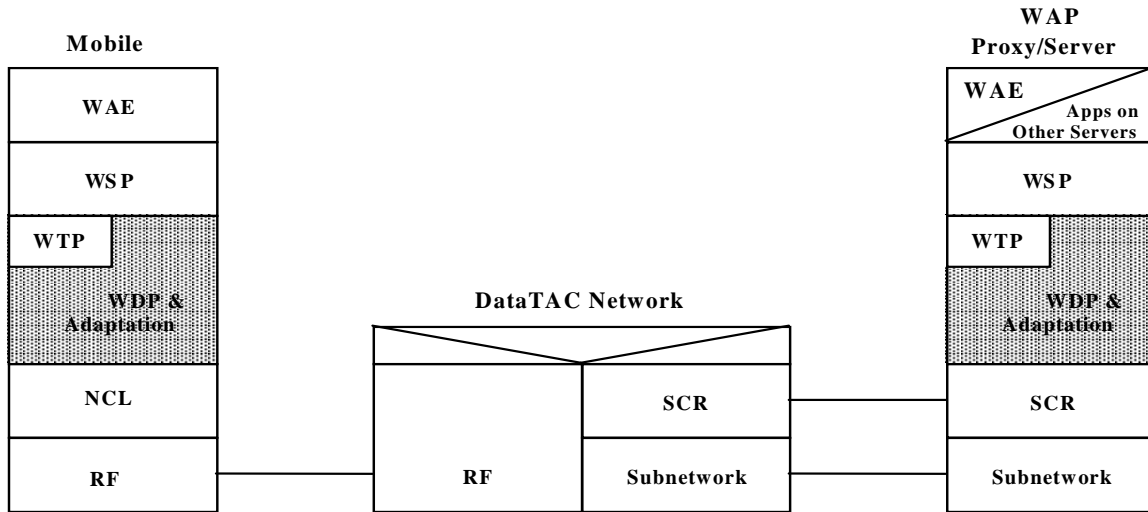 Mobile
WAE
WSP
WTP
WDP &
Adaptation
NCL
RF
DataTAC Network
RF
SCR
Subnetwork
WAP
Proxy/Server
WAE
Apps on
Other Servers
WSP
WTP
WDP &
Adaptation
SCR
Subnetwork